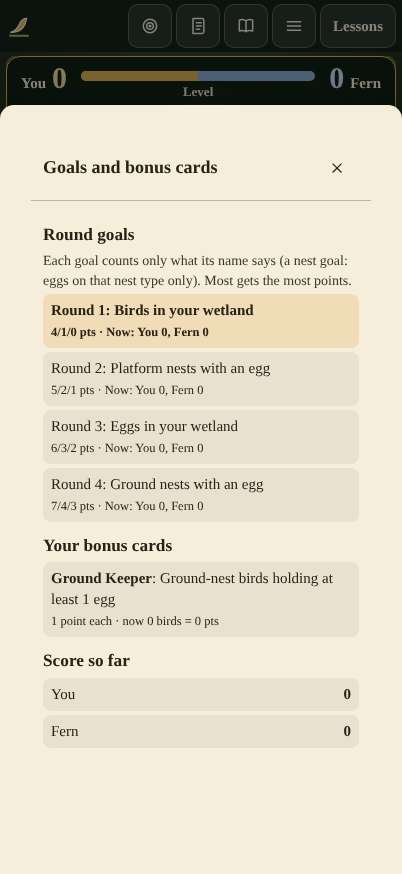 Lessons
You 0
0 Fern
Level
Goals and bonus cards
Round goals
Each goal counts only what its name says (a nest goal:
eggs on that nest type only). Most gets the most points.
Round 1: Birds in your wetland
4/1/0 pts · Now: You 0, Fern 0
Round 2: Platform nests with an egg
5/2/1 pts · Now: You 0, Fern 0
Round 3: Eggs in your wetland
6/3/2 pts · Now: You 0, Fern 0
Round 4: Ground nests with an egg
7/4/3 pts · Now: You 0, Fern 0
Your bonus cards
Ground Keeper: Ground-nest birds holding at
least 1 egg
1 point each · now 0 birds = 0 pts
Score so far
You 0
Fern 0